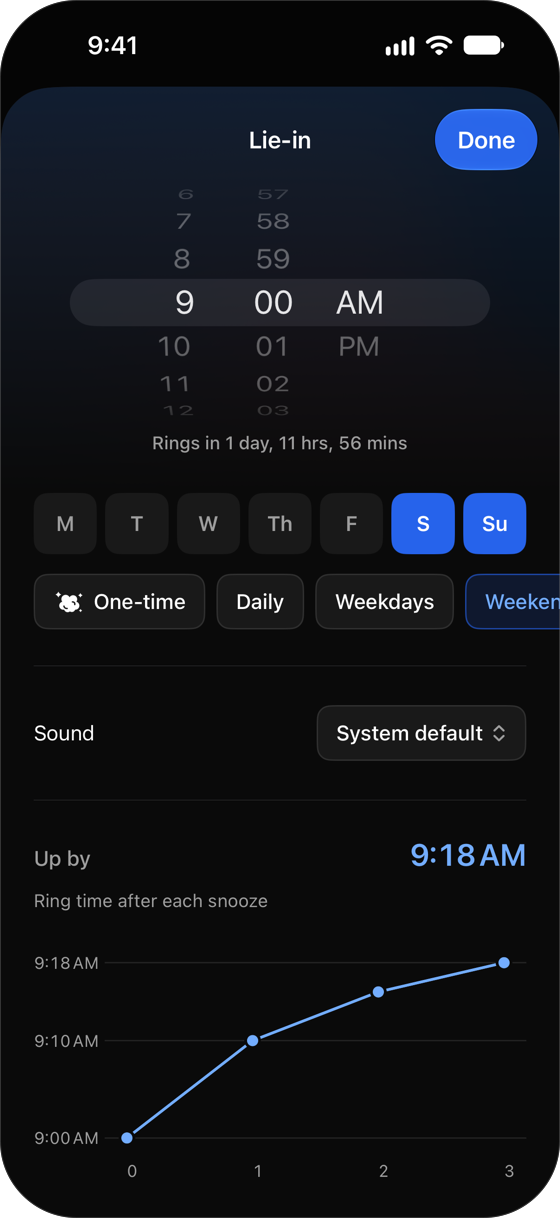 9:41
Lie-in
Done
6 57
7 58
8 59
9 00 AM
10 01 PM
11 02
12 03
Rings in 1 day, 11 hrs, 56 mins
M T W Th F S Su
One-time Daily Weekdays Weeken
Sound System default
Up by 9:18 AM
Ring time after each snooze
9:18 AM
9:10 AM
9:00 AM
0 1 2 3